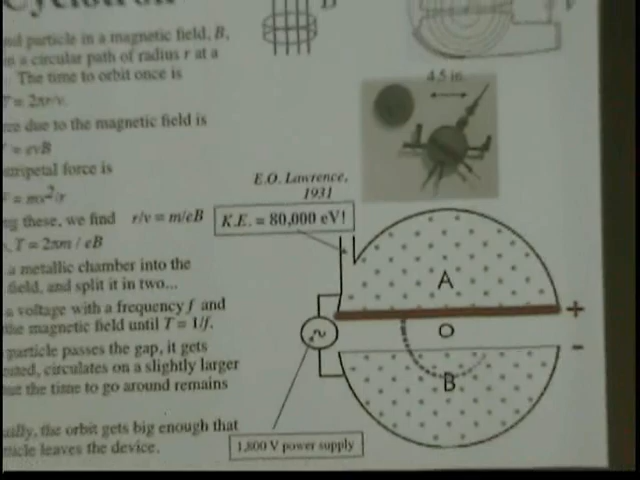 Cyclotron
particle in a magnetic field, B,
in a circular path of radius r at a
The time to orbit once is
T = 2πr/v.
due to the magnetic field is
= evB
force is
= mv²/r
these, we find r/v = m/eB
T = 2πm / eB
a metallic chamber into the
field, and split it in two...
a voltage with a frequency f and
the magnetic field until T = 1/f.
particle passes the gap, it gets
circulates on a slightly larger
but the time to go around remains
the orbit gets big enough that
leaves the device.
B
V
4.5 in.
E.O. Lawrence,
1931
K.E. = 80,000 eV!
A
+
O
-
B
1,800 V power supply